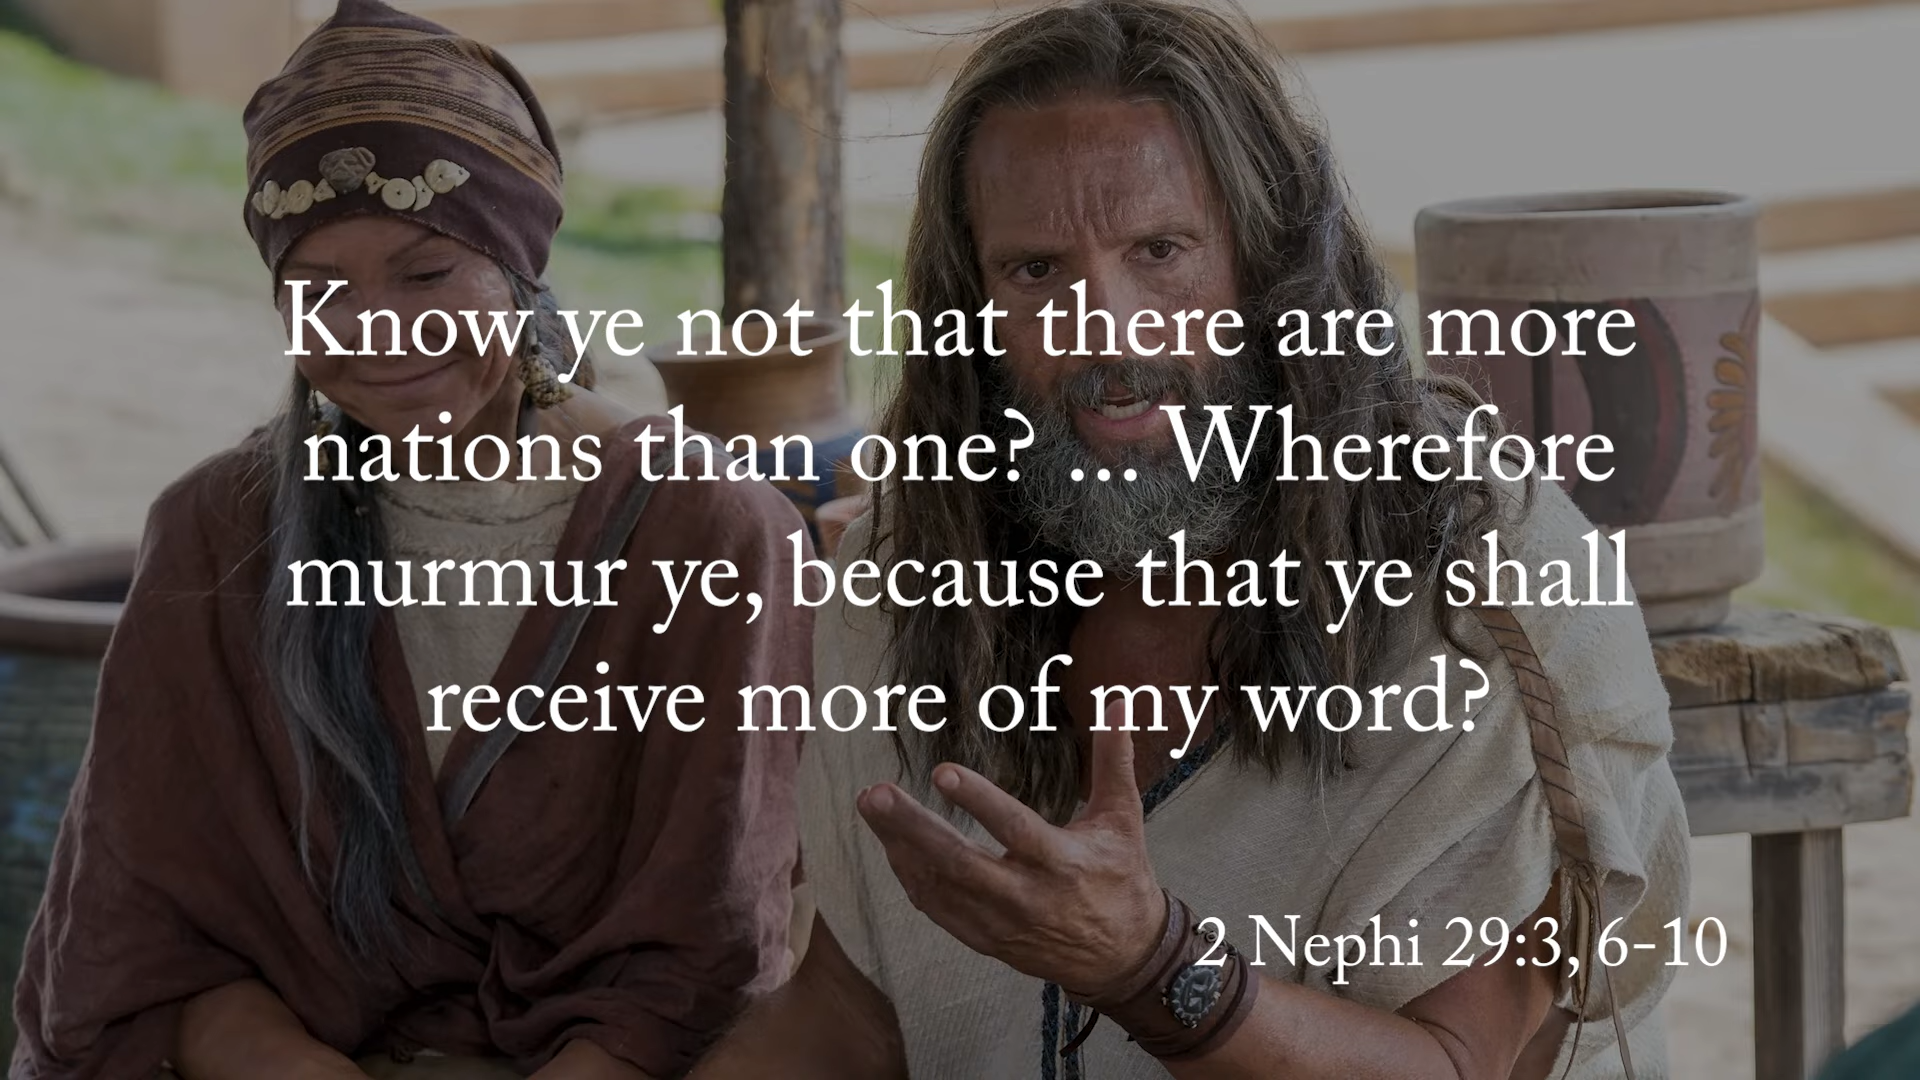 Know ye not that there are more
nations than one? ... Wherefore
murmur ye, because that ye shall
receive more of my word?
2 Nephi 29:3, 6-10